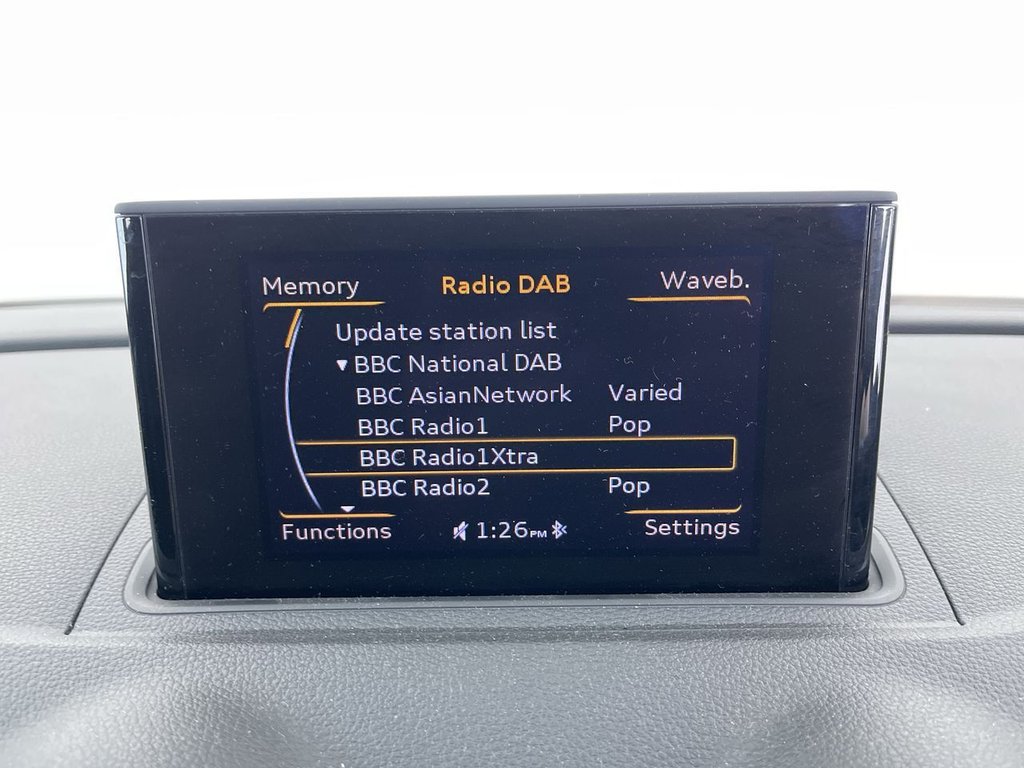 Memory Radio DAB Waveb.
Update station list
BBC National DAB
BBC AsianNetwork Varied
BBC Radio1 Pop
BBC Radio1Xtra
BBC Radio2 Pop
Functions 1:26PM Settings